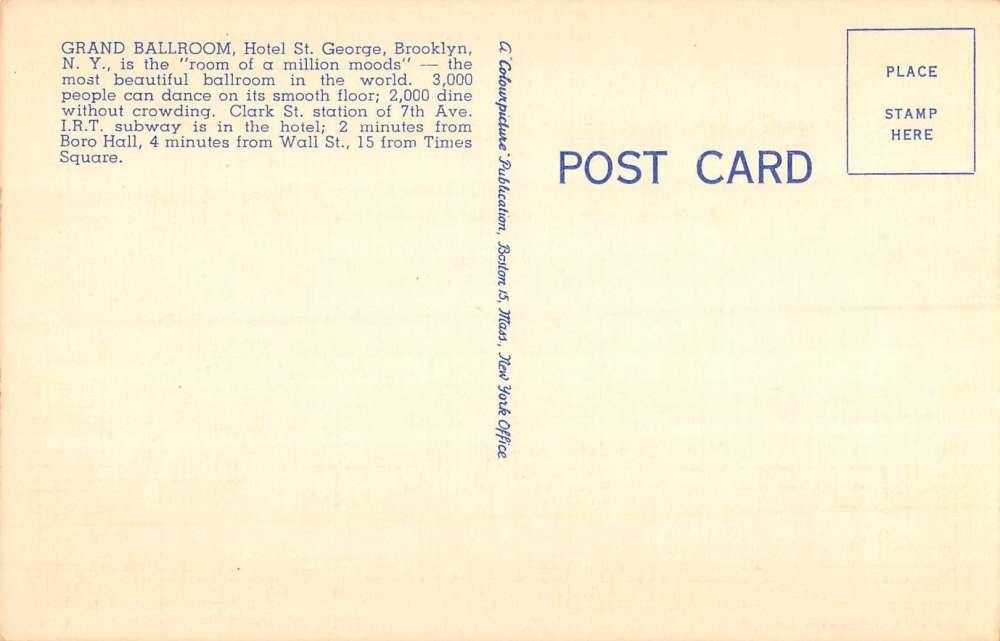 GRAND BALLROOM, Hotel St. George, Brooklyn,
N. Y., is the "room of a million moods" — the
most beautiful ballroom in the world. 3,000
people can dance on its smooth floor; 2,000 dine
without crowding. Clark St. station of 7th Ave.
I.R.T. subway is in the hotel; 2 minutes from
Boro Hall, 4 minutes from Wall St., 15 from Times
Square.
A "Colourpicture" Publication, Boston 15, Mass., New York Office
POST CARD
PLACE
STAMP
HERE